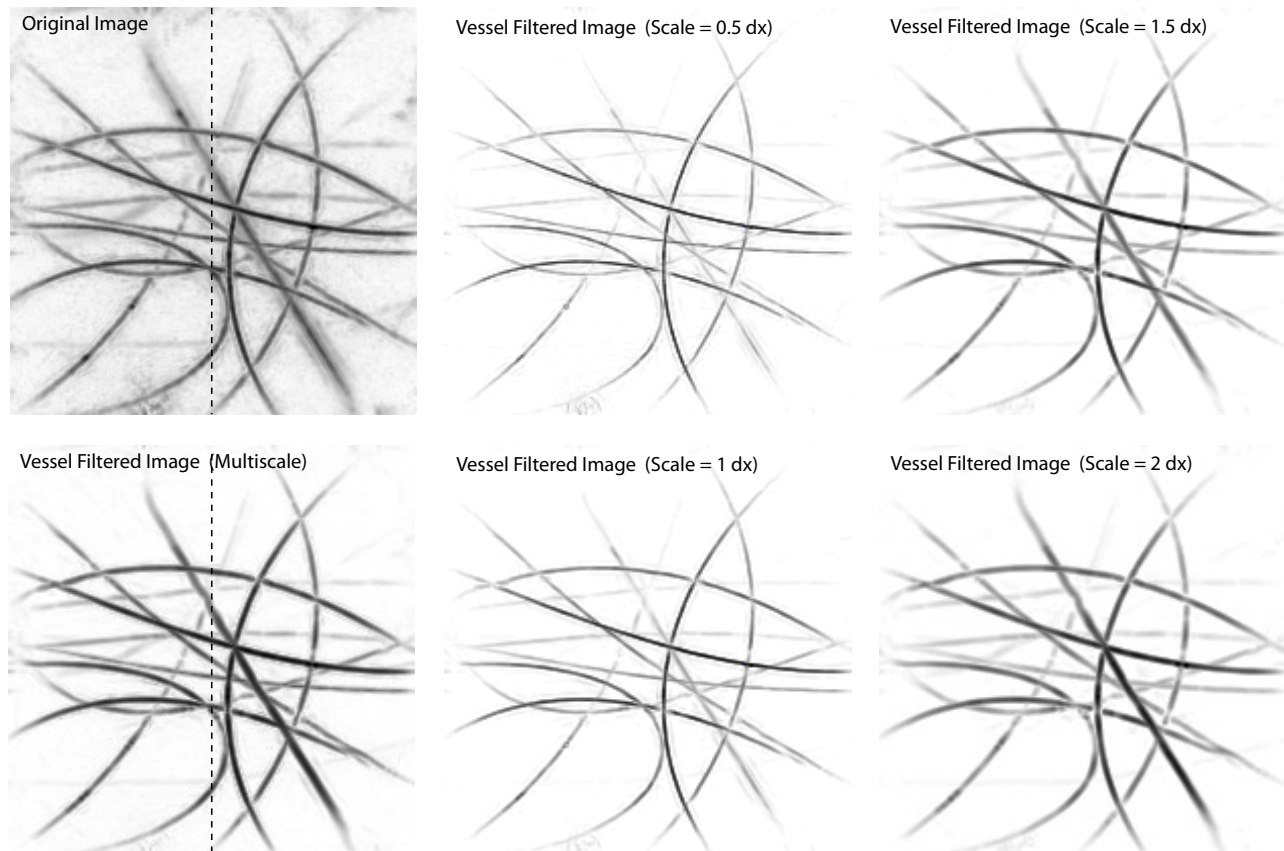 Original Image
Vessel Filtered Image  (Scale = 0.5 dx)
Vessel Filtered Image  (Scale = 1.5 dx)
Vessel Filtered Image  (Multiscale)
Vessel Filtered Image  (Scale = 1 dx)
Vessel Filtered Image  (Scale = 2 dx)